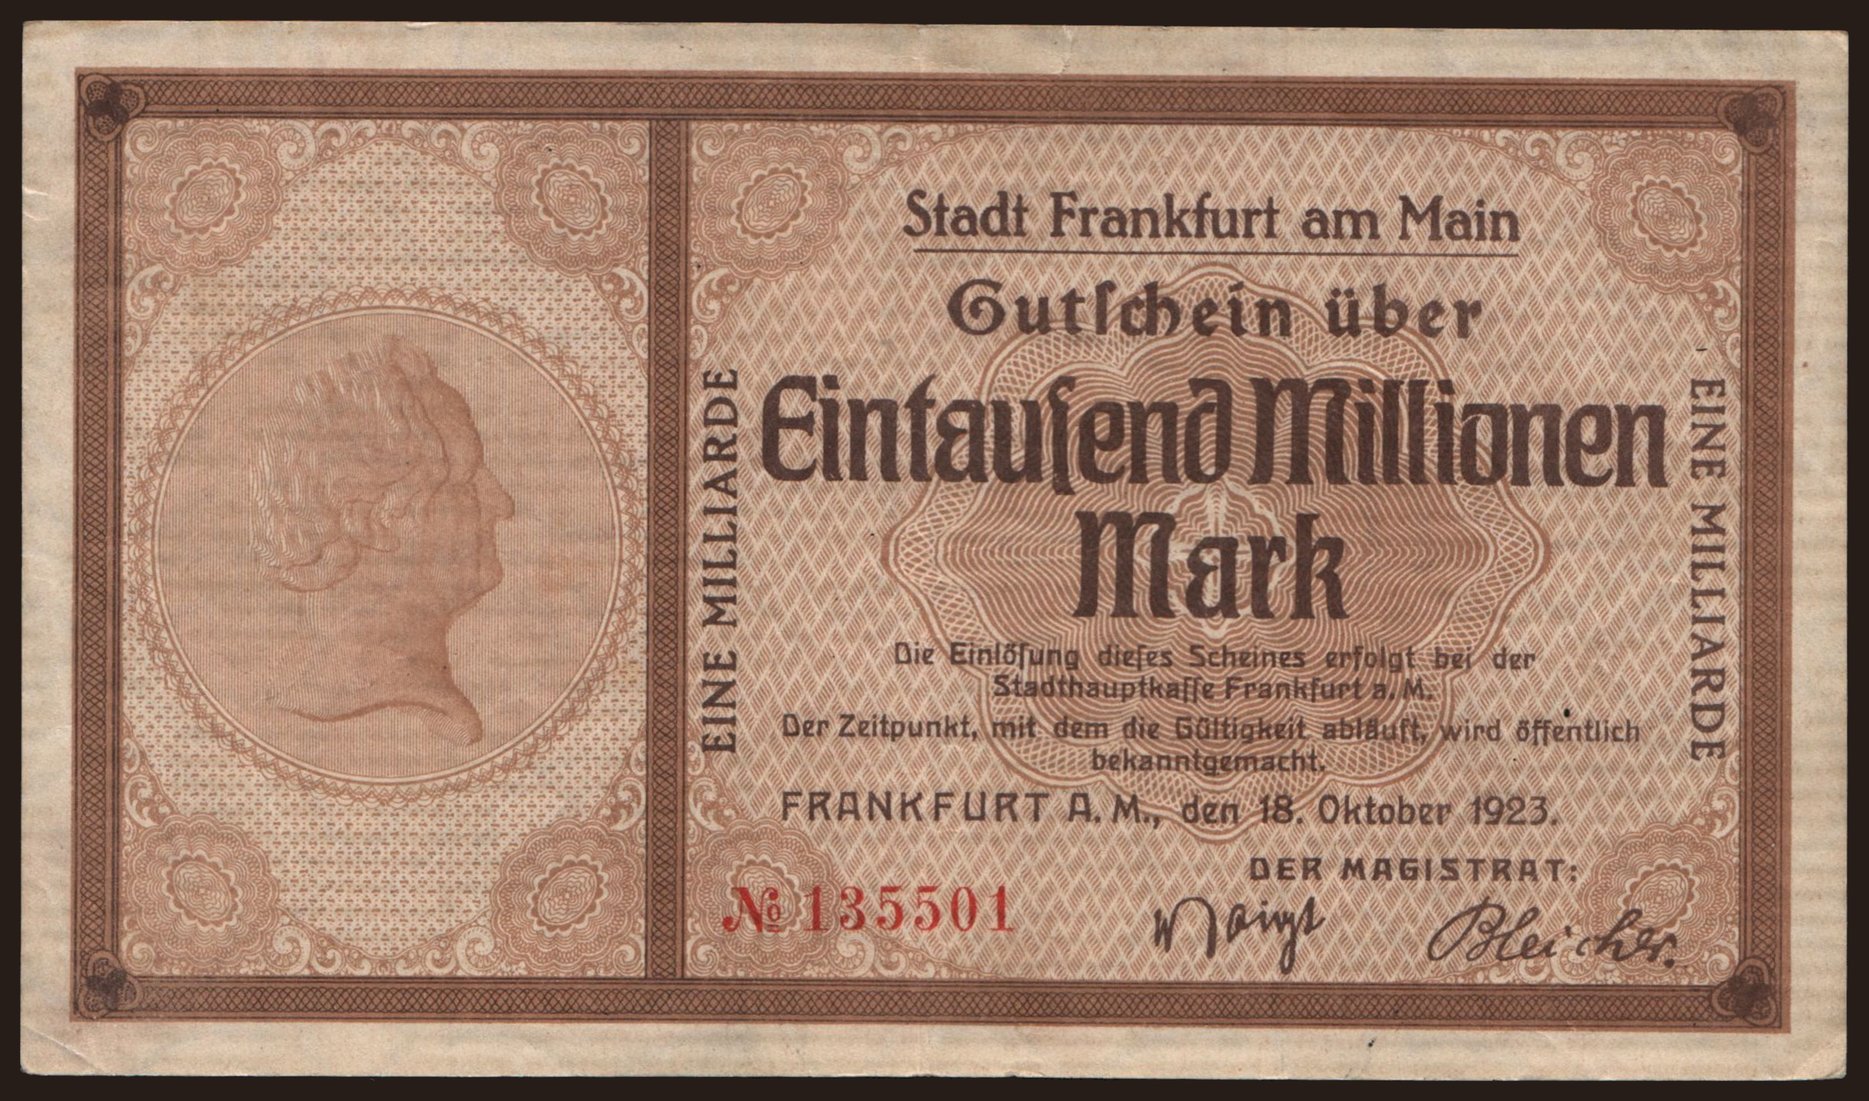 Stadt Frankfurt am Main
Gutſchein über
Eintauſend Millionen
Mark
EINE MILLIARDE
EINE MILLIARDE
Die Einlöſung dieſes Scheines erfolgt bei der
Stadthauptkaſſe Frankfurt a. M.
Der Zeitpunkt, mit dem die Gültigkeit abläuft, wird öffentlich
bekanntgemacht.
FRANKFURT A. M., den 18. Oktober 1923.
DER MAGISTRAT:
№ 135501
Voigt Bleicher.